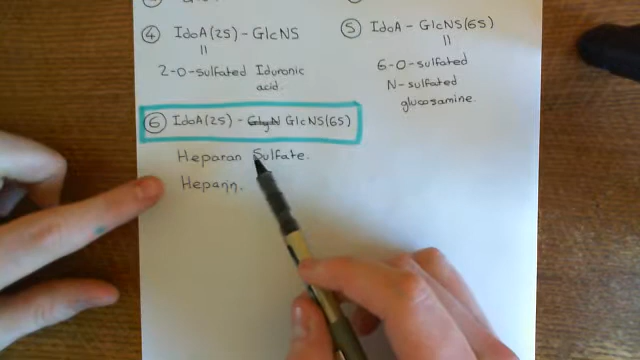 ④ IdoA(2S) - GlcNS
2-O-sulfated Iduronic
acid.
⑤ IdoA - GlcNS(6S)
6-O-sulfated
N-sulfated
glucosamine.
⑥ IdoA(2S) - GlyN GlcNS(6S)
Heparan Sulfate.
Heparin.